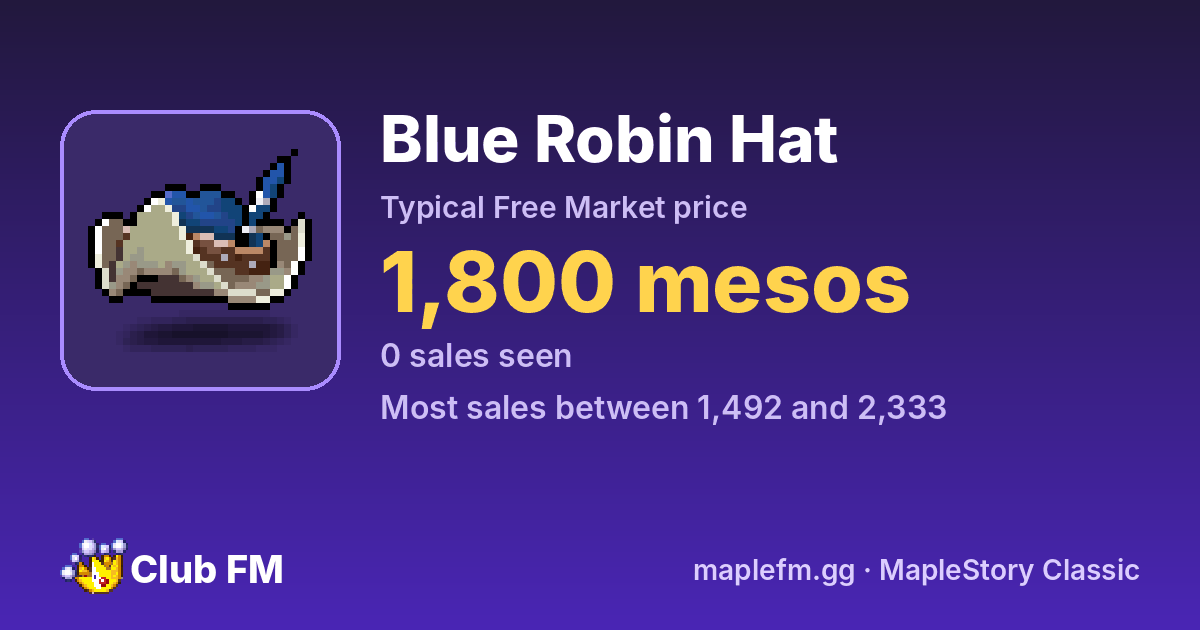 Blue Robin Hat
Typical Free Market price
1,800 mesos
0 sales seen
Most sales between 1,492 and 2,333
Club FM
maplefm.gg · MapleStory Classic